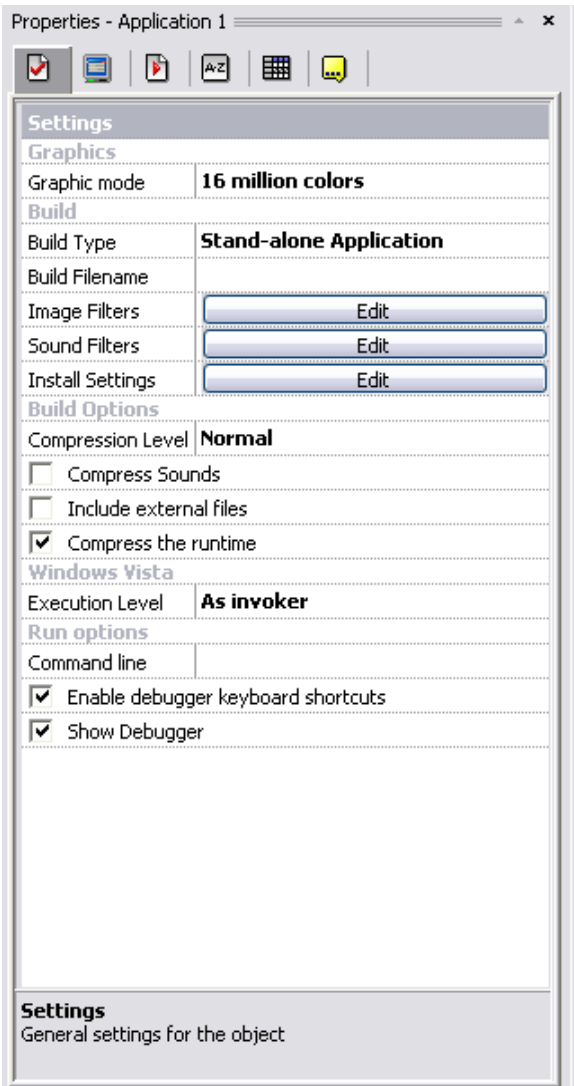 Properties - Application 1
A-Z
Settings
Graphics
Graphic mode 16 million colors
Build
Build Type Stand-alone Application
Build Filename
Image Filters Edit
Sound Filters Edit
Install Settings Edit
Build Options
Compression Level Normal
Compress Sounds
Include external files
Compress the runtime
Windows Vista
Execution Level As invoker
Run options
Command line
Enable debugger keyboard shortcuts
Show Debugger
Settings
General settings for the object